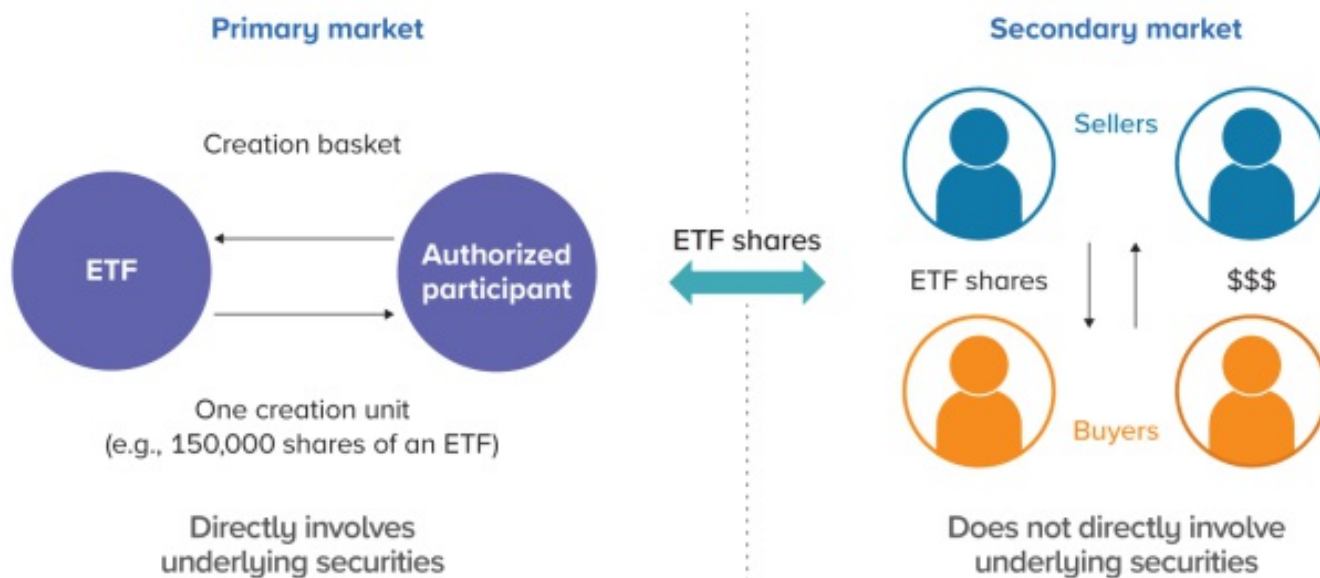 Primary market
Creation basket
ETF
Authorized
participant
One creation unit
(e.g., 150,000 shares of an ETF)
Directly involves
underlying securities
ETF shares
Secondary market
Sellers
ETF shares
$$$
Buyers
Does not directly involve
underlying securities